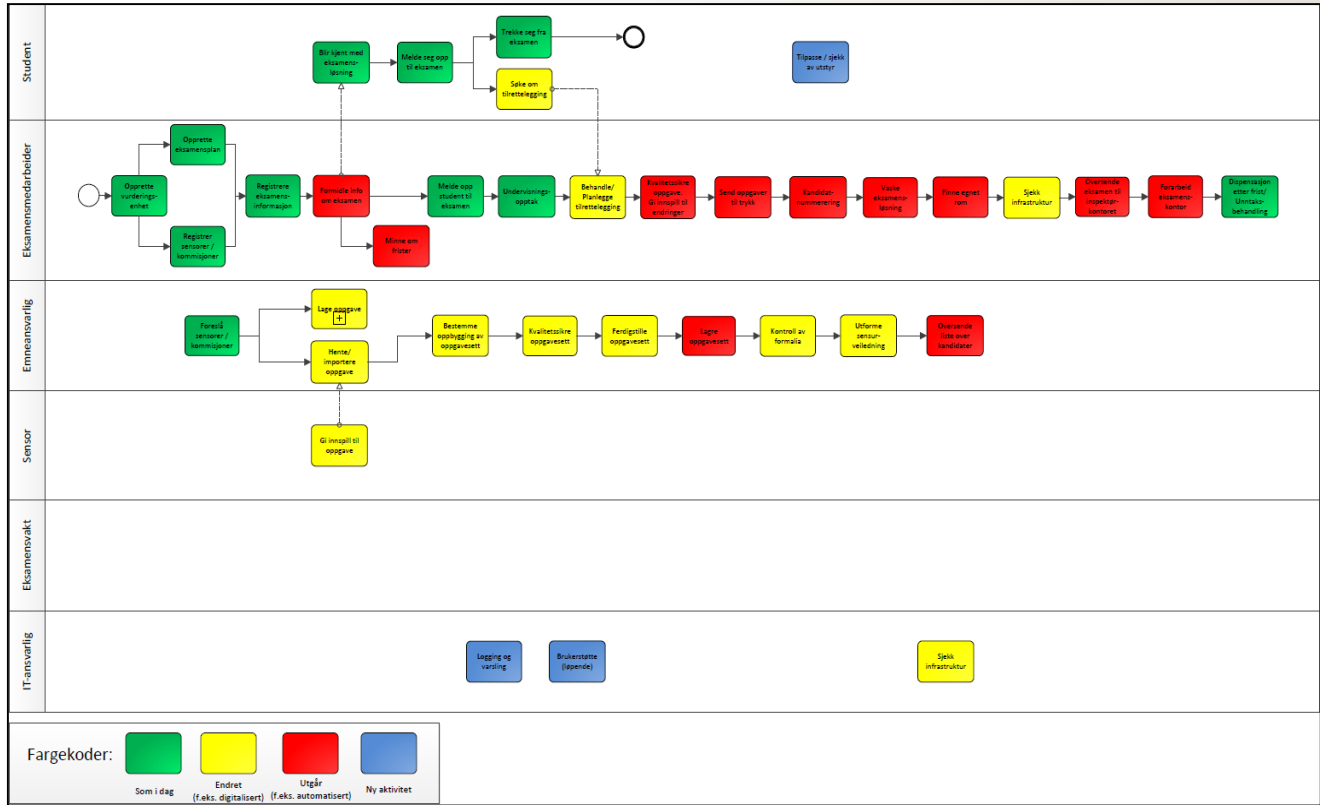 Student
Blir kjent med
eksamens-
løsning
Melde seg opp
til eksamen
Trekke seg fra
eksamen
Søke om
tilrettelegging
Tilpasse / sjekk
av utstyr
Eksamensmedarbeider
Opprette
vurderings-
enhet
Opprette
eksamensplan
Registrer
sensorer /
kommisjoner
Registrere
eksamens-
informasjon
Formidle info
om eksamen
Minne om
frister
Melde opp
student til
eksamen
Undervisnings-
opptak
Behandle/
Planlegge
tilrettelegging
Kvalitetssikre
oppgave.
Gi innspill til
endringer
Send oppgaver
til trykk
Kandidat-
nummerering
Vaske
eksamens-
løsning
Finne egnet
rom
Sjekk
infrastruktur
Oversende
eksamen til
inspektør-
kontoret
Forarbeid
eksamens-
kontor
Dispensasjon
etter frist/
Unntaks-
behandling
Emneansvarlig
Foreslå
sensorer /
kommisjoner
Lage oppgave
Hente/
importere
oppgave
Bestemme
oppbygging av
oppgavesett
Kvalitetssikre
oppgavesett
Ferdigstille
oppgavesett
Lagre
oppgavesett
Kontroll av
formalia
Utforme
sensur-
veiledning
Oversende
liste over
kandidater
Sensor
Gi innspill til
oppgave
Eksamensvakt
IT-ansvarlig
Logging og
varsling
Brukerstøtte
(løpende)
Sjekk
infrastruktur
Fargekoder:
Som i dag
Endret
(f.eks. digitalisert)
Utgår
(f.eks. automatisert)
Ny aktivitet